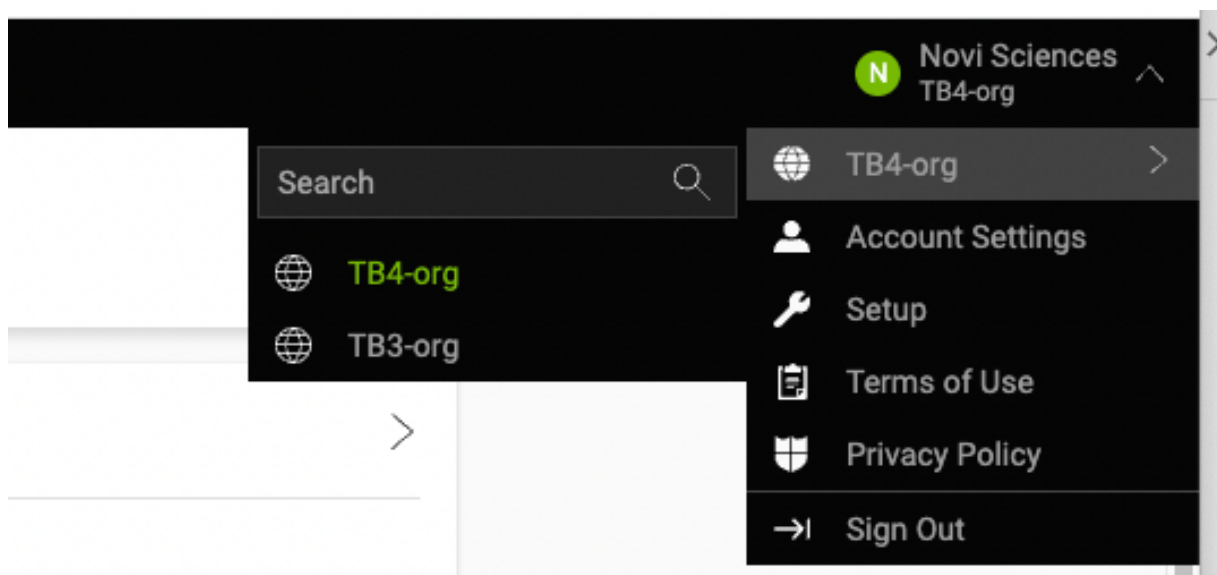 N
Novi Sciences
TB4-org
Search
TB4-org
TB3-org
TB4-org
Account Settings
Setup
Terms of Use
Privacy Policy
Sign Out